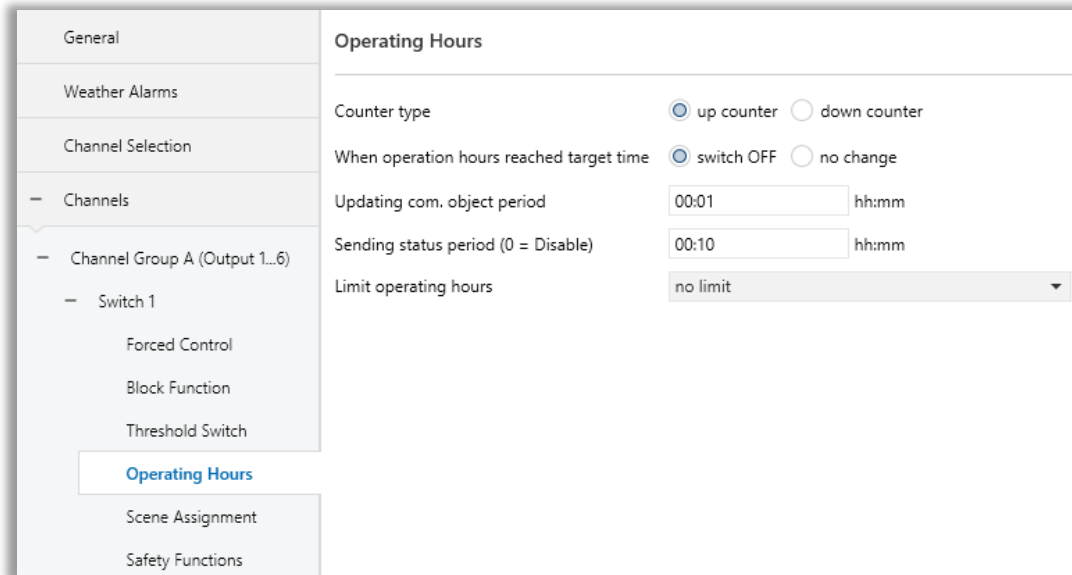 General
Weather Alarms
Channel Selection
Channels
Channel Group A (Output 1...6)
Switch 1
Forced Control
Block Function
Threshold Switch
Operating Hours
Scene Assignment
Safety Functions
Operating Hours
Counter type up counter down counter
When operation hours reached target time switch OFF no change
Updating com. object period 00:01 hh:mm
Sending status period (0 = Disable) 00:10 hh:mm
Limit operating hours no limit